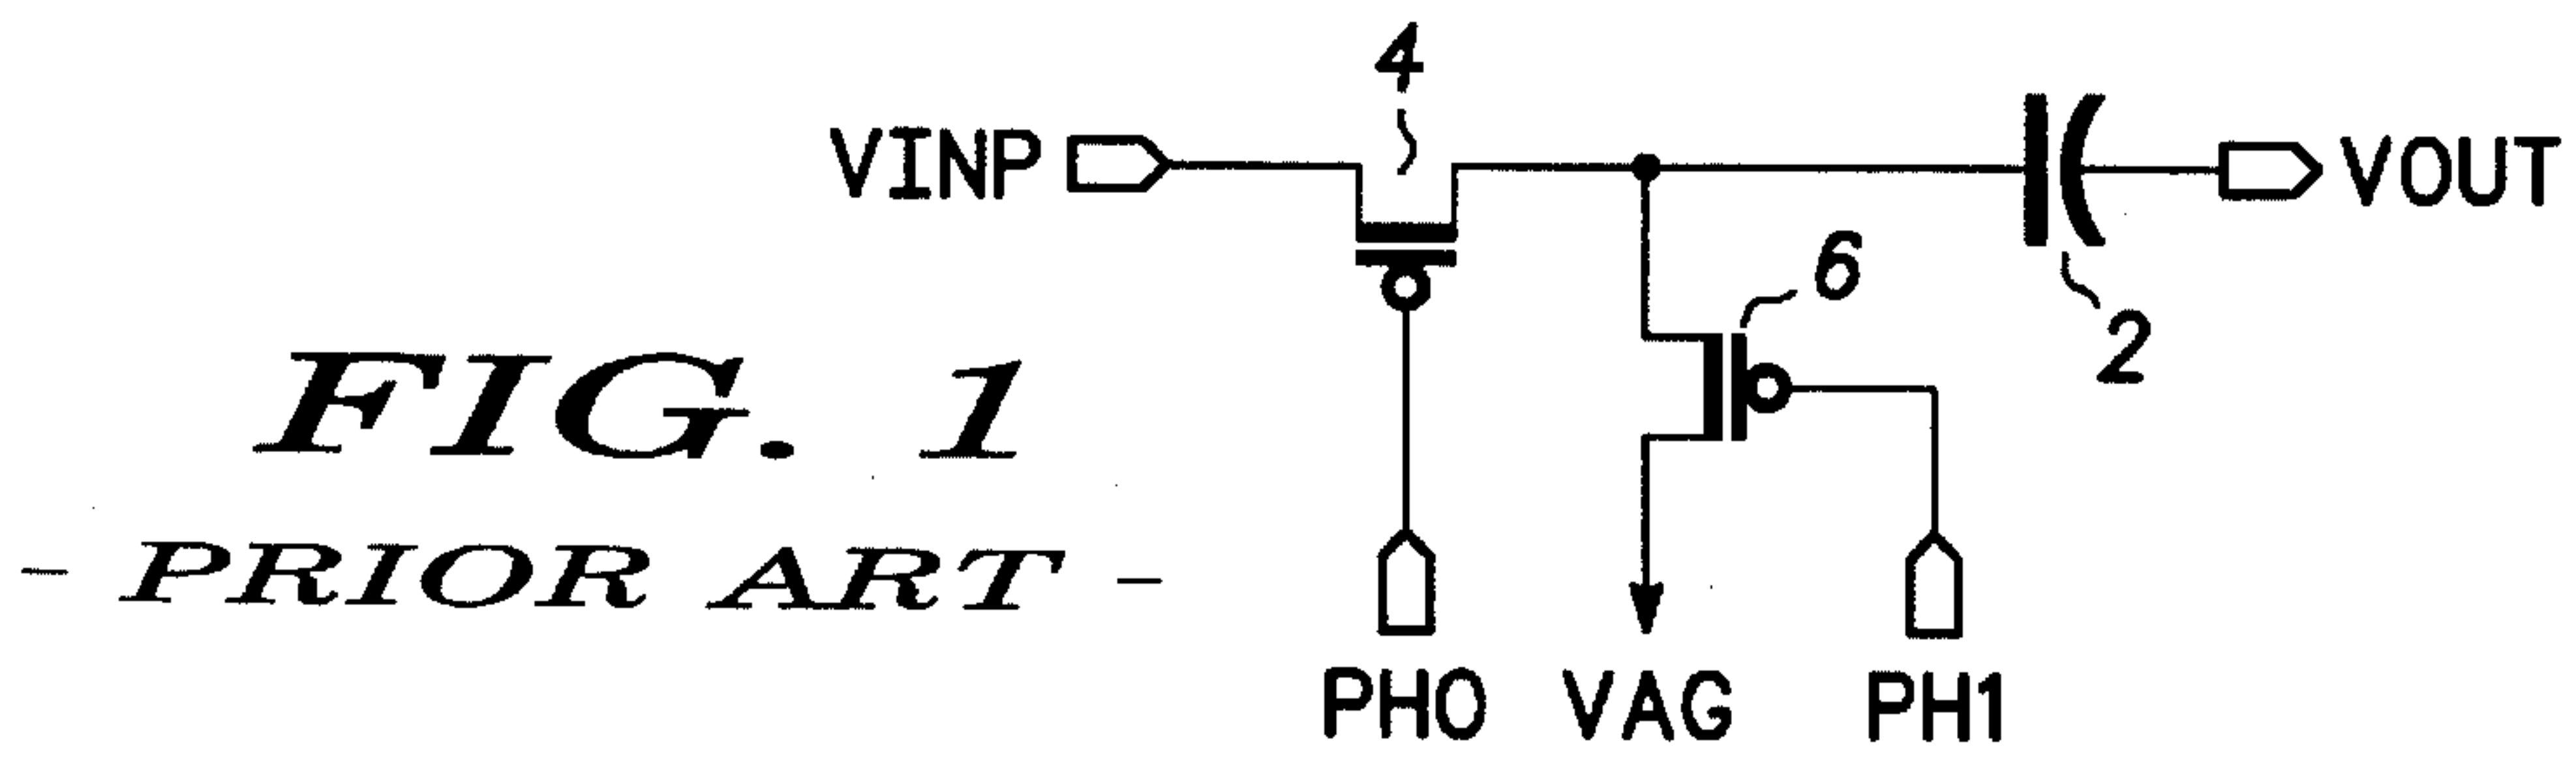 4
VINP
VOUT
6
2
FIG. 1
- PRIOR ART -
PH0 VAG PH1